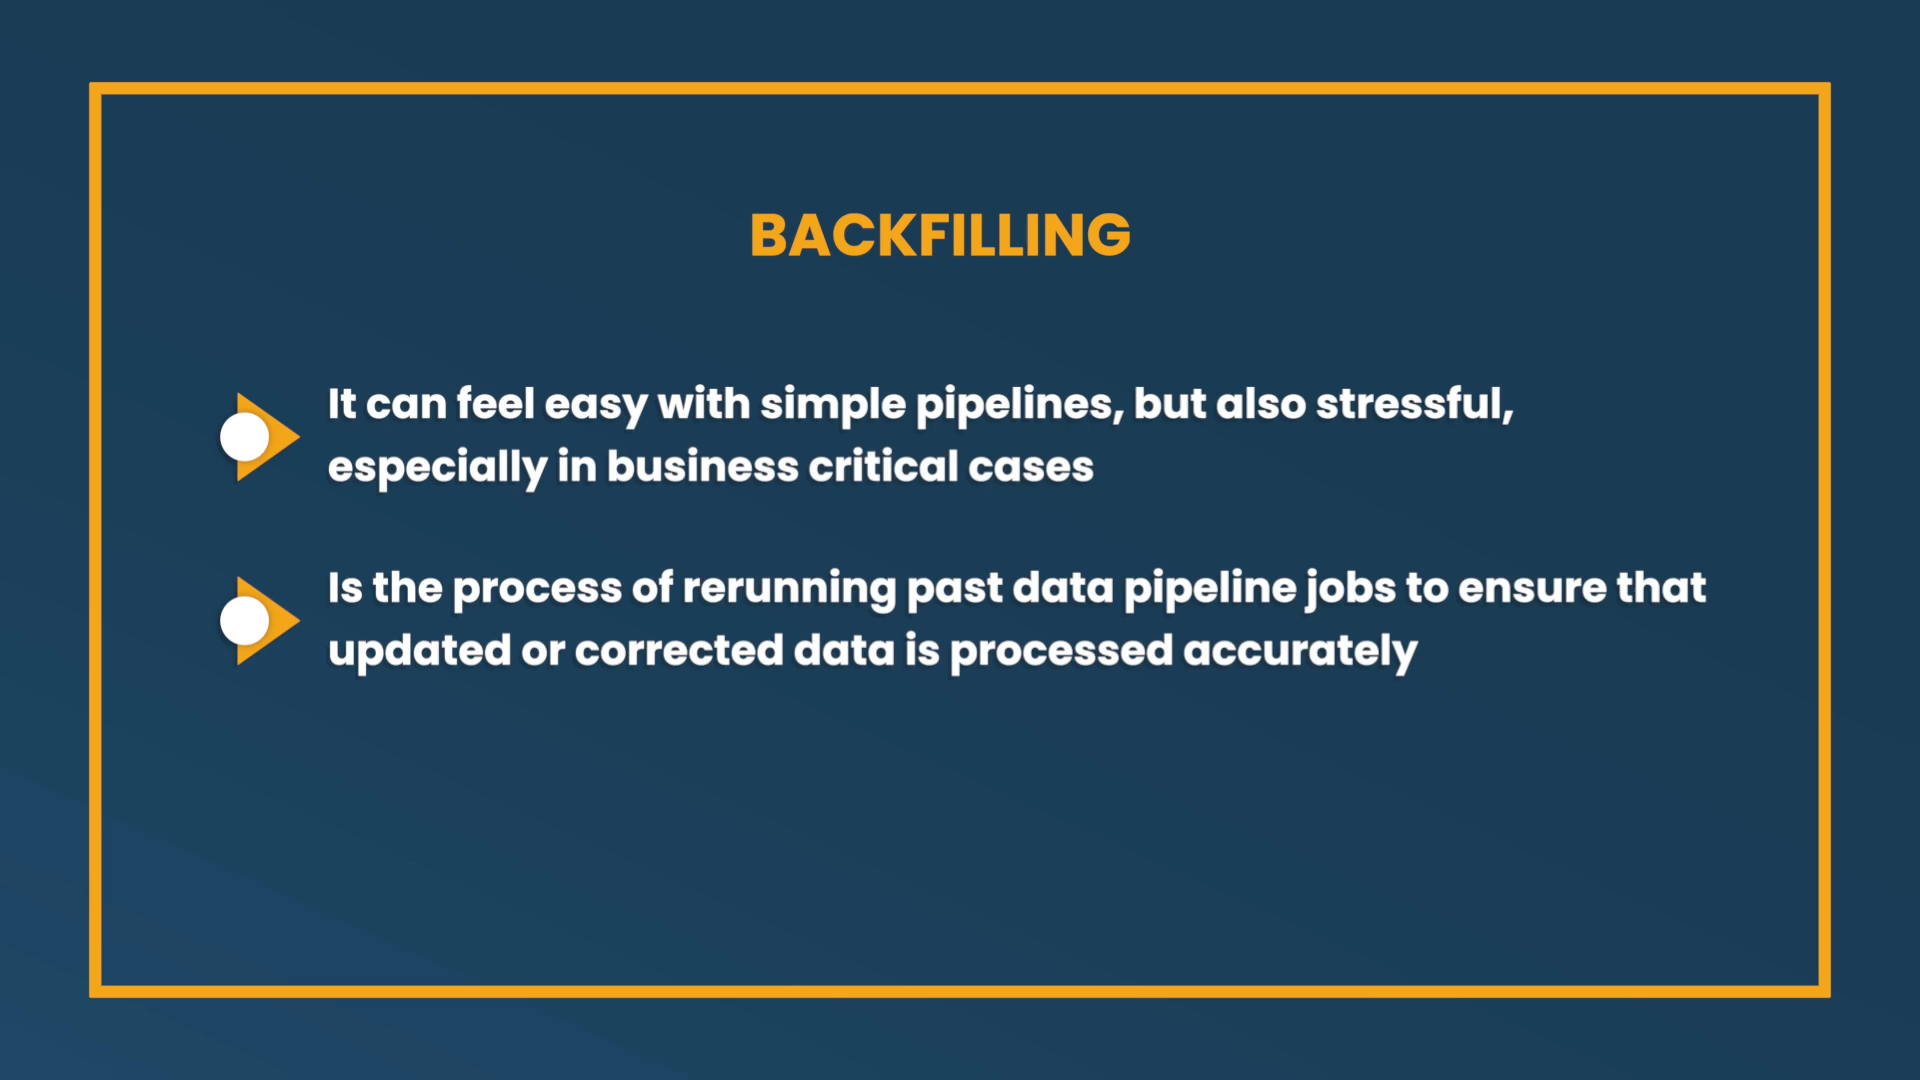 BACKFILLING
It can feel easy with simple pipelines, but also stressful,
especially in business critical cases
Is the process of rerunning past data pipeline jobs to ensure that
updated or corrected data is processed accurately